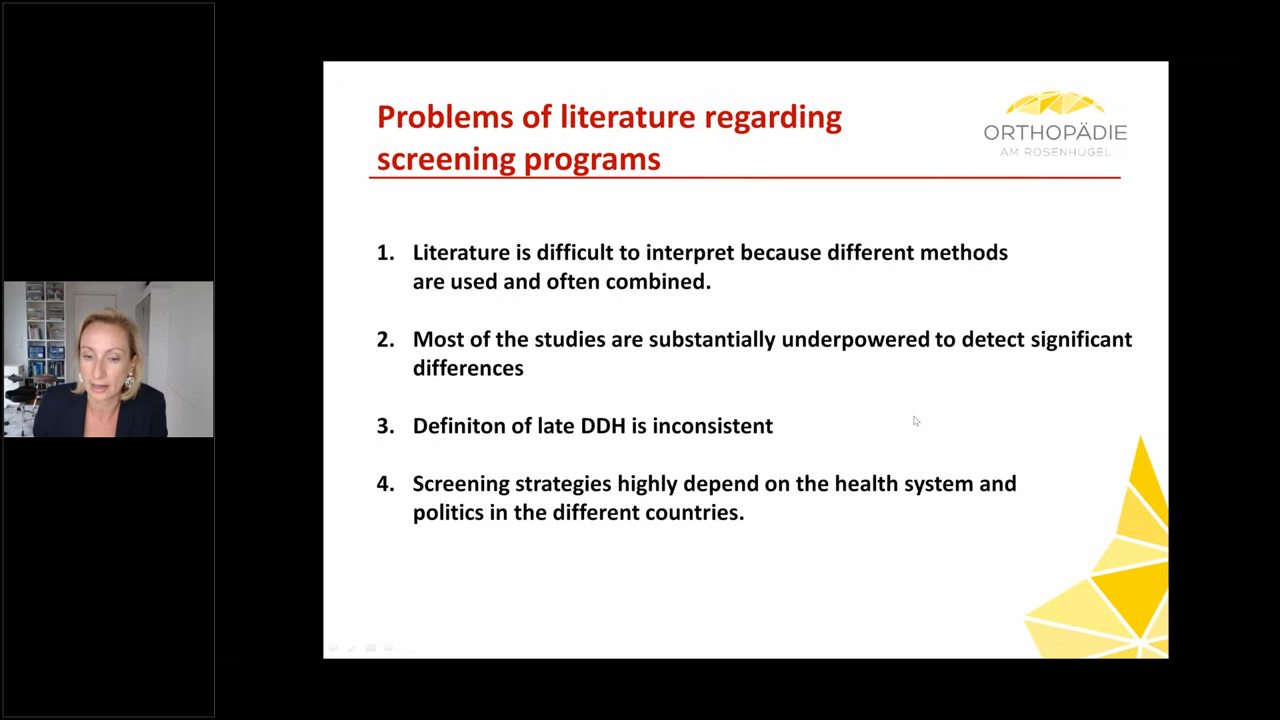 Problems of literature regarding
screening programs
ORTHOPÄDIE
AM ROSENHÜGEL
1. Literature is difficult to interpret because different methods
are used and often combined.
2. Most of the studies are substantially underpowered to detect significant
differences
3. Definiton of late DDH is inconsistent
4. Screening strategies highly depend on the health system and
politics in the different countries.